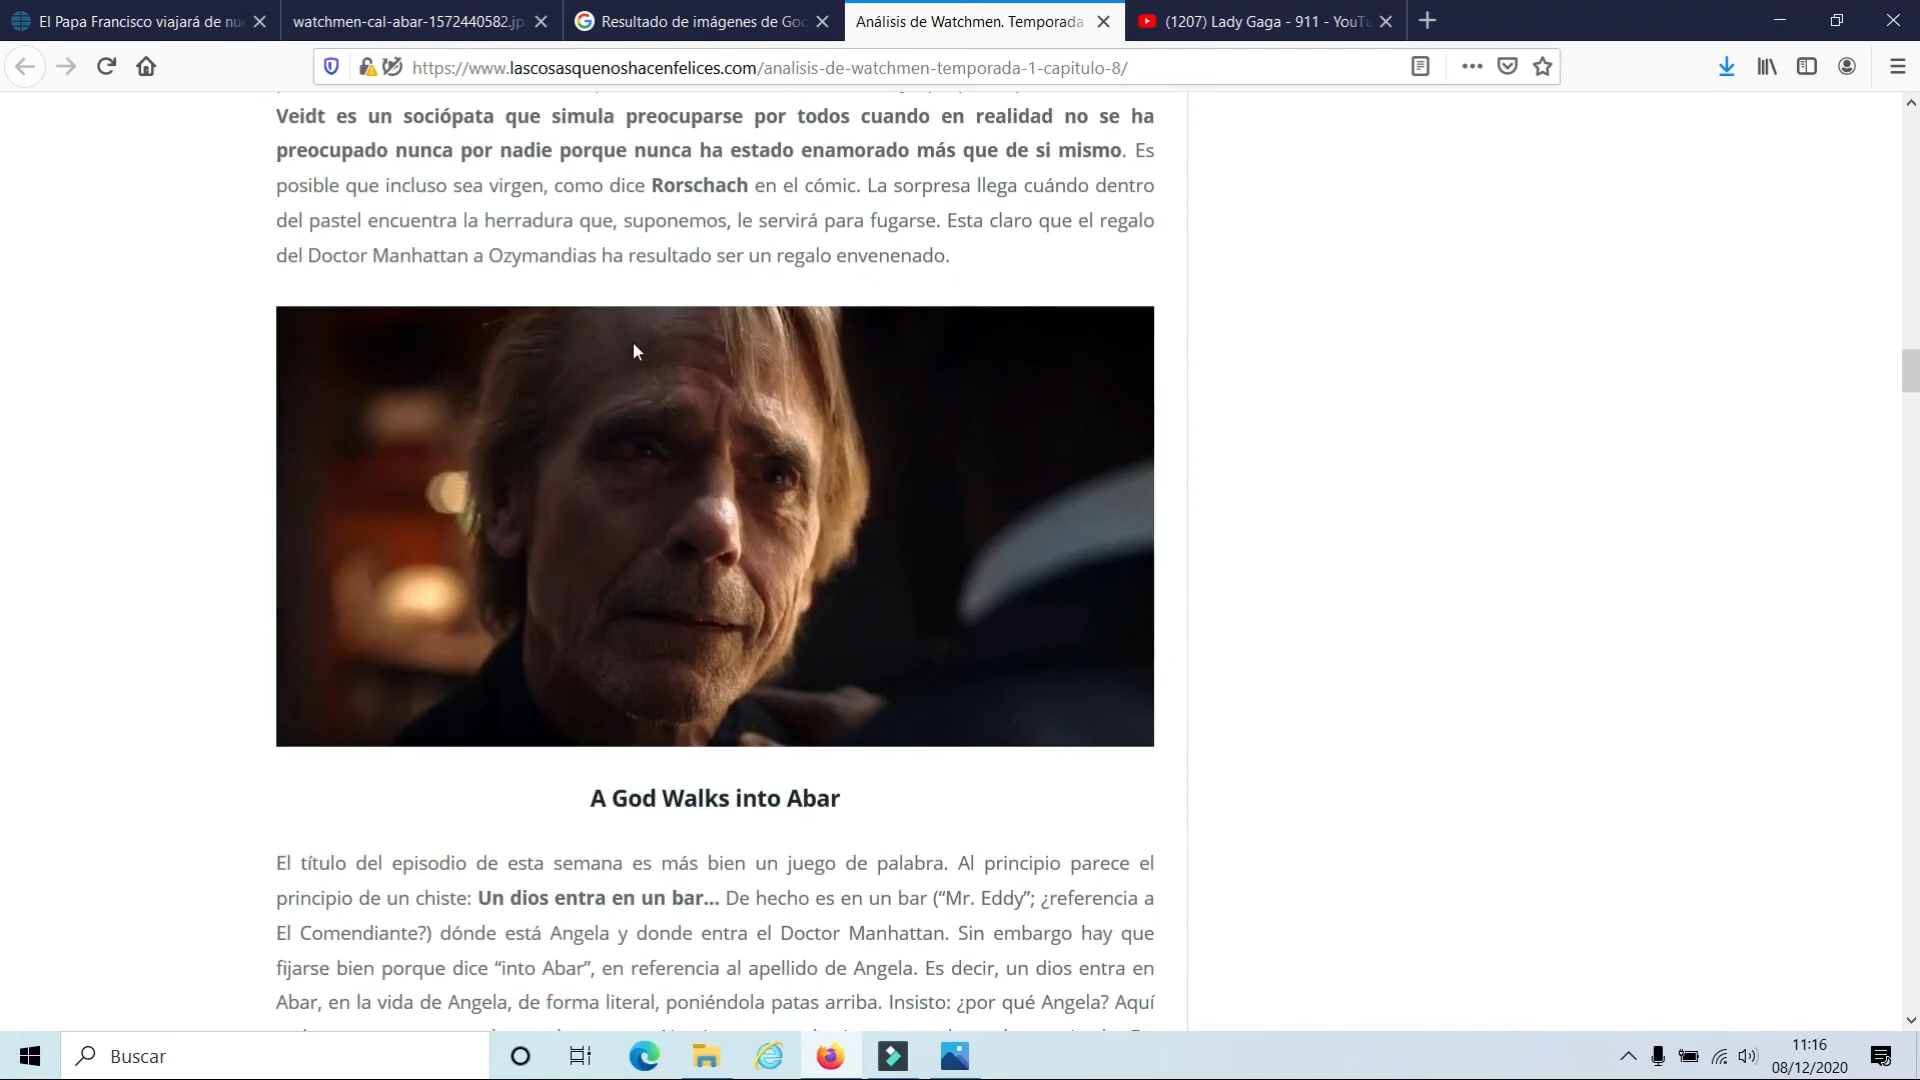 El Papa Francisco viajará de nu
watchmen-cal-abar-1572440582.jp
Resultado de imágenes de Goo
Análisis de Watchmen. Temporada
(1207) Lady Gaga - 911 - YouTu
https://www.lascosasquenoshacenfelices.com/analisis-de-watchmen-temporada-1-capitulo-8/
Veidt es un sociópata que simula preocuparse por todos cuando en realidad no se ha
preocupado nunca por nadie porque nunca ha estado enamorado más que de si mismo. Es
posible que incluso sea virgen, como dice Rorschach en el cómic. La sorpresa llega cuándo dentro
del pastel encuentra la herradura que, suponemos, le servirá para fugarse. Esta claro que el regalo
del Doctor Manhattan a Ozymandias ha resultado ser un regalo envenenado.
A God Walks into Abar
El título del episodio de esta semana es más bien un juego de palabra. Al principio parece el
principio de un chiste: Un dios entra en un bar… De hecho es en un bar (“Mr. Eddy”; ¿referencia a
El Comendiante?) dónde está Angela y donde entra el Doctor Manhattan. Sin embargo hay que
fijarse bien porque dice “into Abar”, en referencia al apellido de Angela. Es decir, un dios entra en
Abar, en la vida de Angela, de forma literal, poniéndola patas arriba. Insisto: ¿por qué Angela? Aquí
Buscar
11:16
08/12/2020